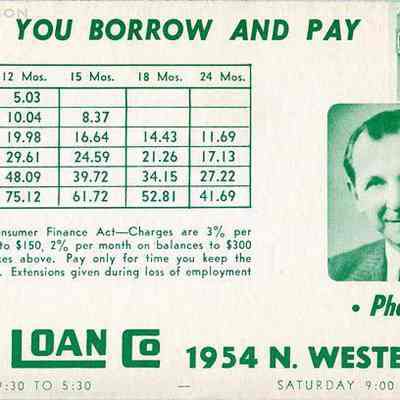 YOU BORROW AND PAY
12 Mos. 15 Mos. 18 Mos. 24 Mos.
5.03
10.04 8.37
19.98 16.64 14.43 11.69
29.61 24.59 21.26 17.13
48.09 39.72 34.15 27.22
75.12 61.72 52.81 41.69
nsumer Finance Act—Charges are 3% per
to $150, 2% per month on balances to $300
kes above. Pay only for time you keep the
. Extensions given during loss of employment
• Pho
LOAN CO 1954 N. WESTE
9:30 TO 5:30 — SATURDAY 9:00